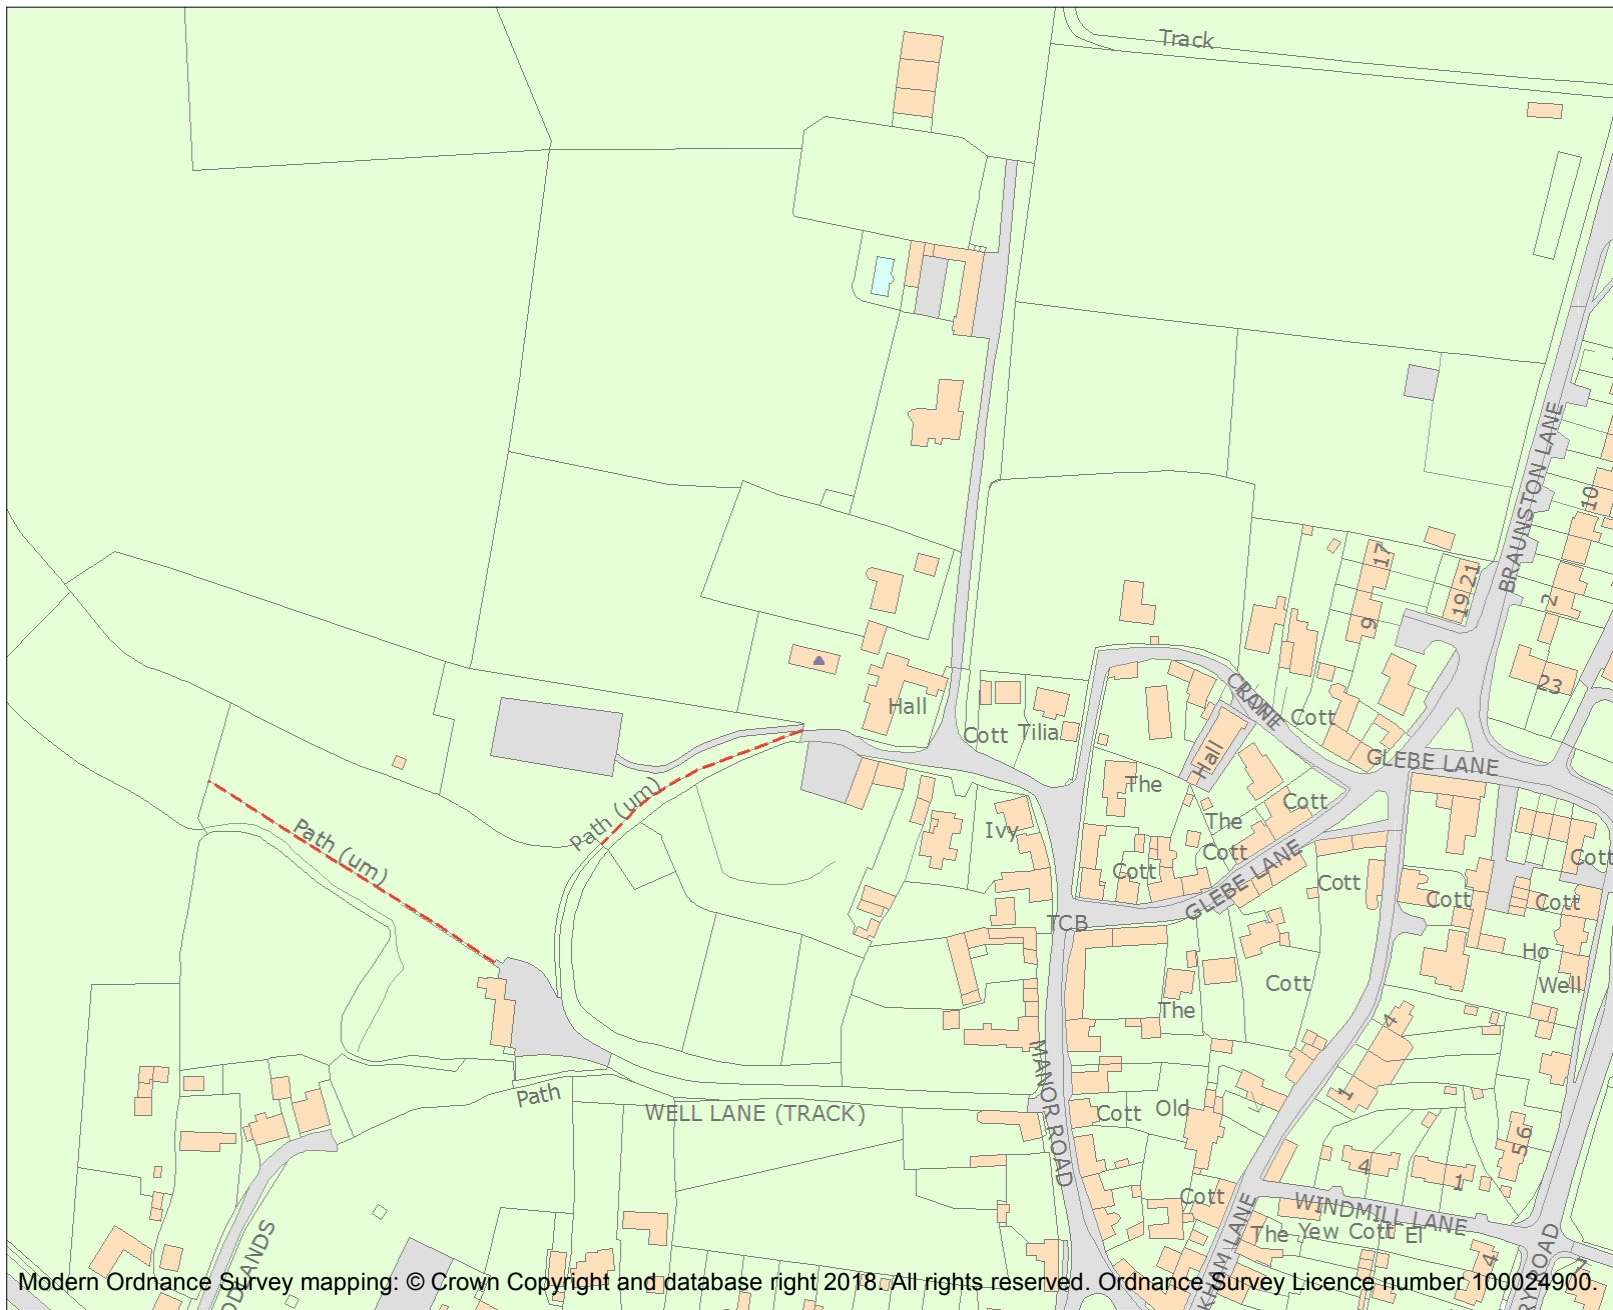 Track
BRAUNSTON LANE
10
17
19 21
2
9
23
Hall
Cott
Tilia
CRANE
Cott
Hall
GLEBE LANE
Path (um)
The
Cott
The
Ivy
Cott
Path (um)
Cott
Cott
GLEBE LANE
Cott
Cott
Cott
TCB
Ho
Cott
Well
The
4
MANOR ROAD
Path
WELL LANE (TRACK)
Cott
Old
1
5 6
4
1
Cott
WINDMILL LANE
The
Yew Cott
El
4
7
Modern Ordnance Survey mapping: © Crown Copyright and database right 2018. All rights reserved. Ordnance Survey Licence number 100024900.